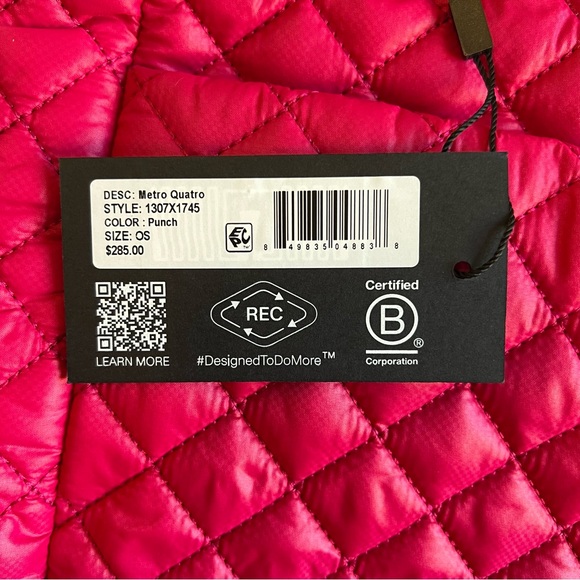 DESC: Metro Quatro
STYLE: 1307X1745
COLOR : Punch
SIZE: OS
$285.00
EPC
8 49835 04883 8
LEARN MORE
REC
#DesignedToDoMore™
Certified
B
®
Corporation